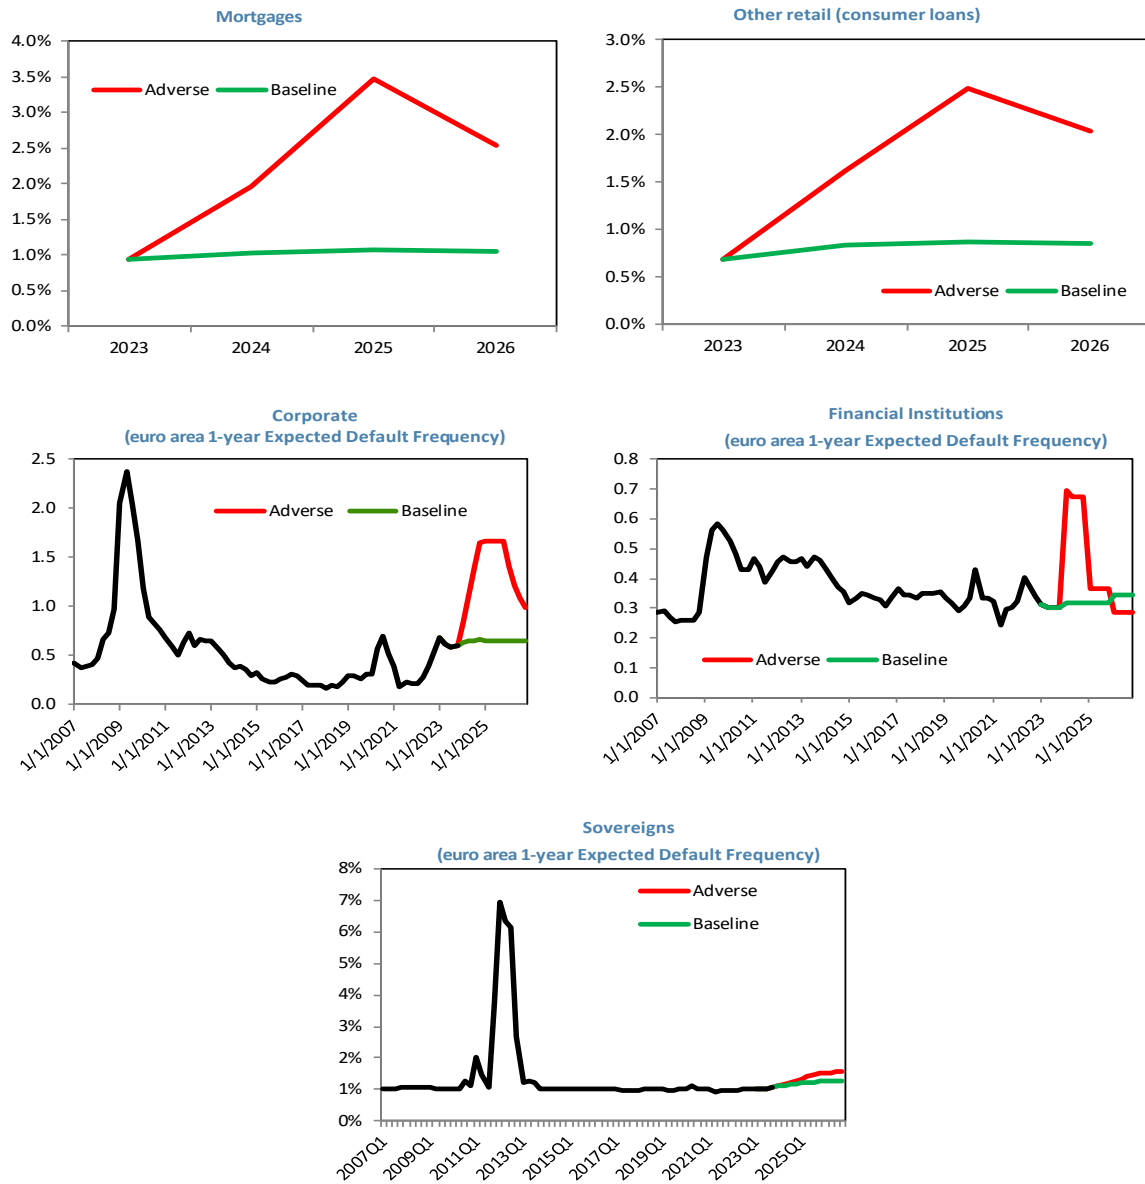 Mortgages
4.0%
3.5%
3.0%
2.5%
2.0%
1.5%
1.0%
0.5%
0.0%
Adverse Baseline
2023 2024 2025 2026
Other retail (consumer loans)
3.0%
2.5%
2.0%
1.5%
1.0%
0.5%
0.0%
Adverse Baseline
2023 2024 2025 2026
Corporate
(euro area 1-year Expected Default Frequency)
2.5
2.0
1.5
1.0
0.5
0.0
Adverse Baseline
1/1/2007 1/1/2009 1/1/2011 1/1/2013 1/1/2015 1/1/2017 1/1/2019 1/1/2021 1/1/2023 1/1/2025
Financial Institutions
(euro area 1-year Expected Default Frequency)
0.8
0.7
0.6
0.5
0.4
0.3
0.2
0.1
0.0
Adverse Baseline
1/1/2007 1/1/2009 1/1/2011 1/1/2013 1/1/2015 1/1/2017 1/1/2019 1/1/2021 1/1/2023 1/1/2025
Sovereigns
(euro area 1-year Expected Default Frequency)
8%
7%
6%
5%
4%
3%
2%
1%
0%
Adverse
Baseline
2007Q1 2009Q1 2011Q1 2013Q1 2015Q1 2017Q1 2019Q1 2021Q1 2023Q1 2025Q1